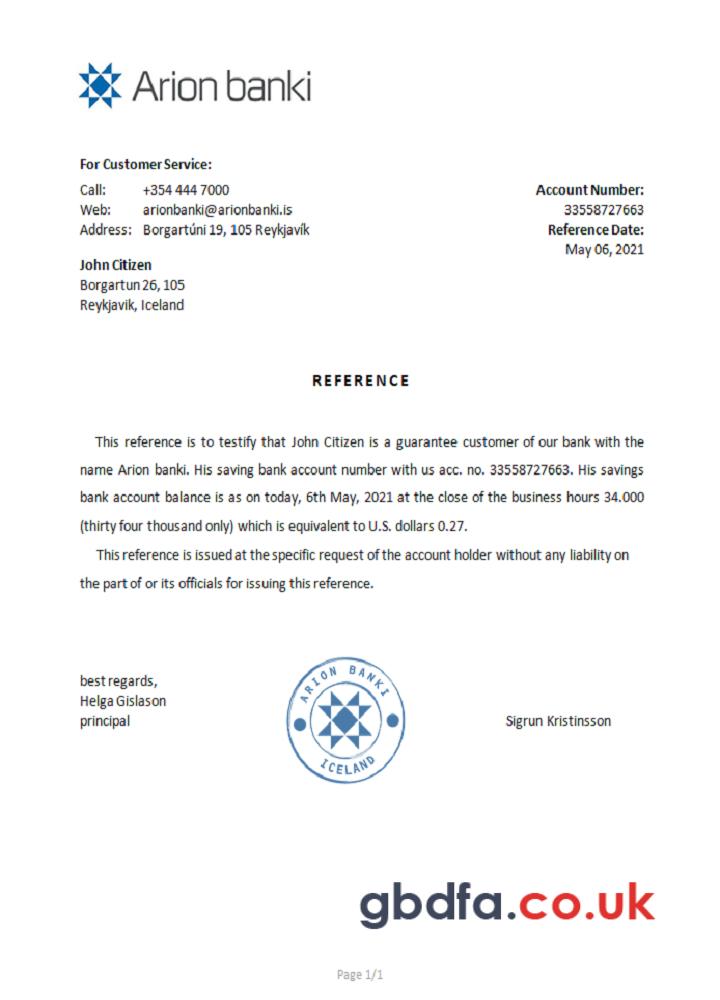 Arion banki
For Customer Service:
Call: +354 444 7000
Web: arionbanki@arionbanki.is
Address: Borgartúni 19, 105 Reykjavík
Account Number:
33558727663
Reference Date:
May 06, 2021
John Citizen
Borgartun 26, 105
Reykjavik, Iceland
REFERENCE
This reference is to testify that John Citizen is a guarantee customer of our bank with the
name Arion banki. His saving bank account number with us acc. no. 33558727663. His savings
bank account balance is as on today, 6th May, 2021 at the close of the business hours 34.000
(thirty four thousand only) which is equivalent to U.S. dollars 0.27.
This reference is issued at the specific request of the account holder without any liability on
the part of or its officials for issuing this reference.
best regards,
Helga Gislason
principal
ARION BANKI
ICELAND
Sigrun Kristinsson
gbdfa.co.uk
Page 1/1